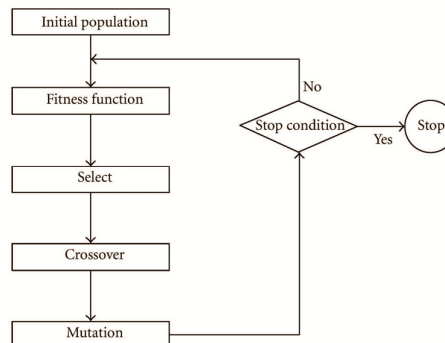 Initial population
Fitness function
Select
Crossover
Mutation
Stop condition
No
Yes
Stop